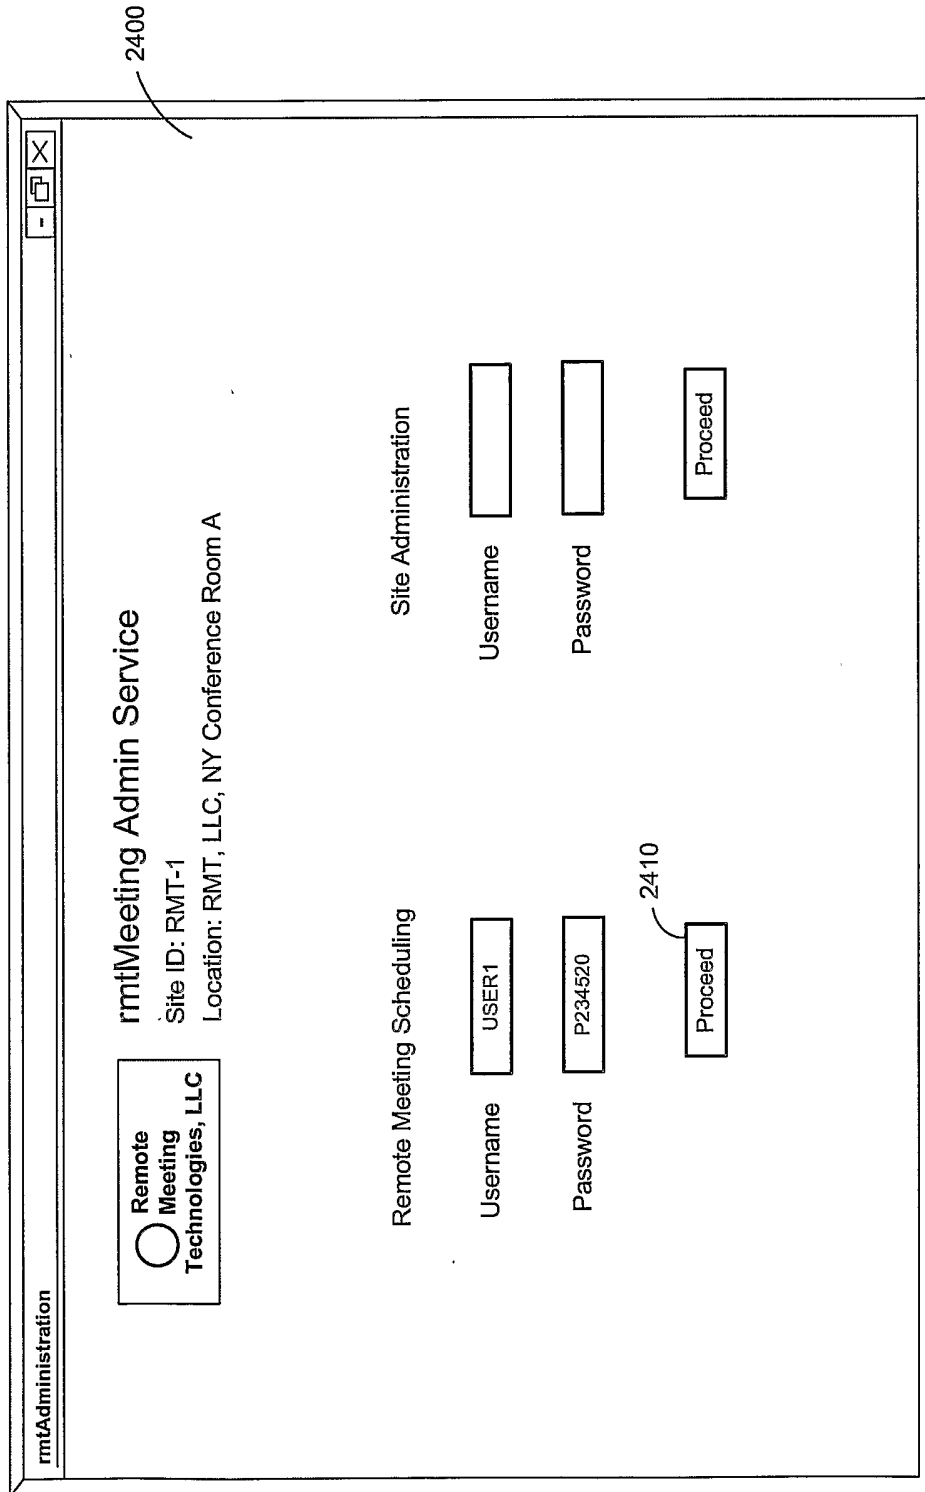 rmtAdministration
2400
Remote
Meeting
Technologies, LLC
rmtMeeting Admin Service
Site ID: RMT-1
Location: RMT, LLC, NY Conference Room A
Remote Meeting Scheduling
Username
USER1
Password
P234520
Proceed
2410
Site Administration
Username
Password
Proceed